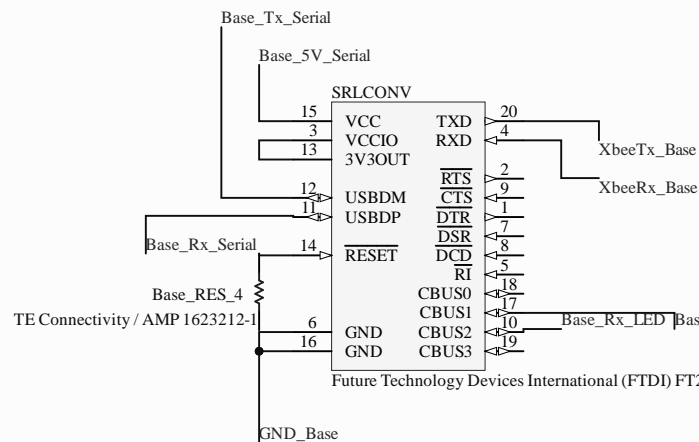 Base_Tx_Serial
Base_5V_Serial
SRLCONV
15 VCC TXD 20
3 VCCIO RXD 4
13 3V3OUT
XbeeTx_Base
RTS 2
12 USBDM CTS 9
XbeeRx_Base
11 USBDP DTR 1
DSR 7
Base_Rx_Serial
14 RESET DCD 8
RI 5
CBUS0 18
Base_RES_4
CBUS1 17
TE Connectivity / AMP 1623212-1
6 GND CBUS2 10
Base_Rx_LED
Bas
16 GND CBUS3 19
Future Technology Devices International (FTDI) FT2
GND_Base